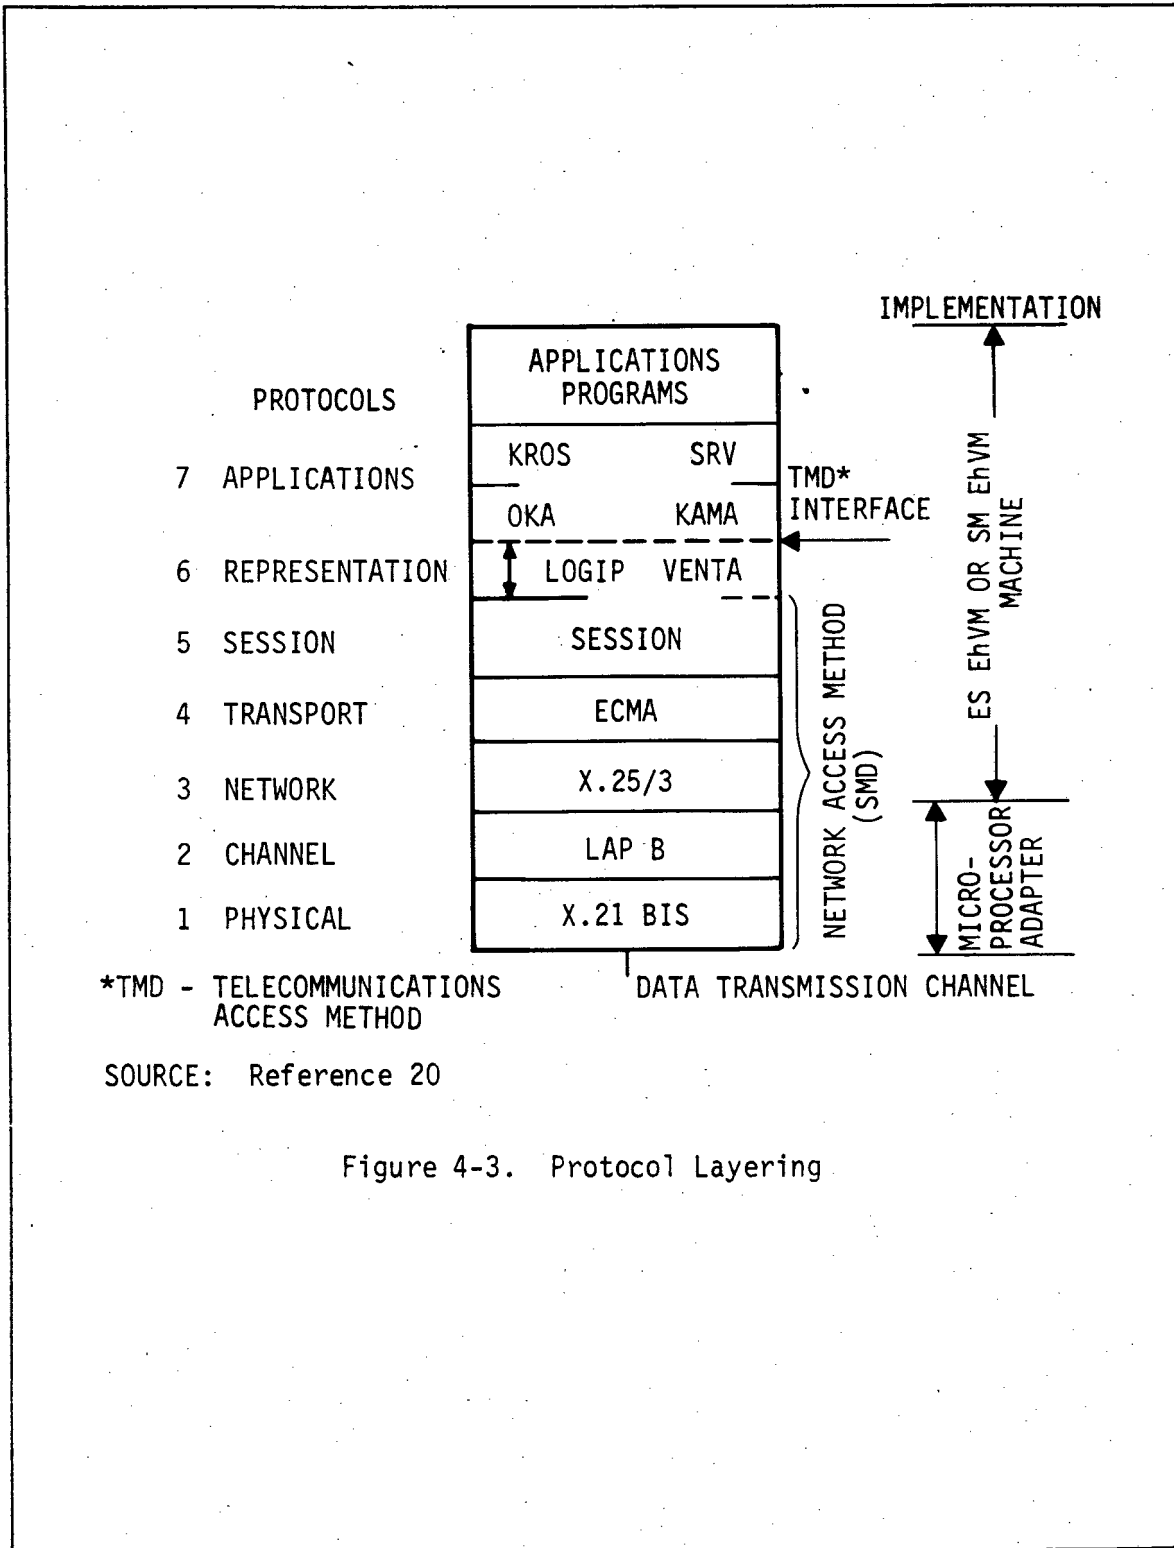 IMPLEMENTATION
APPLICATIONS
PROGRAMS
PROTOCOLS
KROS SRV
7 APPLICATIONS
TMD*
INTERFACE
OKA KAMA
6 REPRESENTATION
LOGIP VENTA
5 SESSION
SESSION
4 TRANSPORT
ECMA
3 NETWORK
X.25/3
2 CHANNEL
LAP B
1 PHYSICAL
X.21 BIS
NETWORK ACCESS METHOD
(SMD)
ES EhVM OR SM EhVM
MACHINE
MICRO-
PROCESSOR
ADAPTER
*TMD - TELECOMMUNICATIONS
ACCESS METHOD
DATA TRANSMISSION CHANNEL
SOURCE: Reference 20
Figure 4-3. Protocol Layering